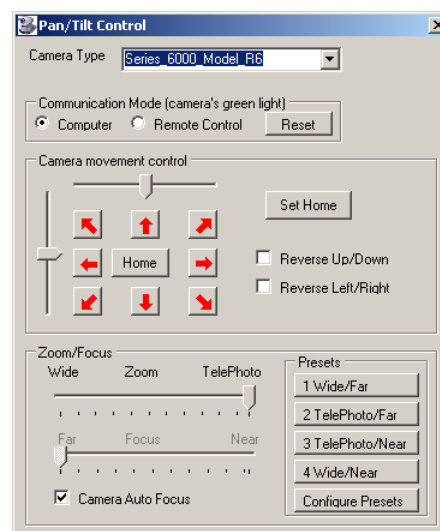 Pan/Tilt Control
Camera Type Series_6000_Model_R6
Communication Mode (camera's green light)
Computer Remote Control Reset
Camera movement control
Set Home
Home
Reverse Up/Down
Reverse Left/Right
Zoom/Focus
Wide Zoom TelePhoto
Far Focus Near
Camera Auto Focus
Presets
1 Wide/Far
2 TelePhoto/Far
3 TelePhoto/Near
4 Wide/Near
Configure Presets